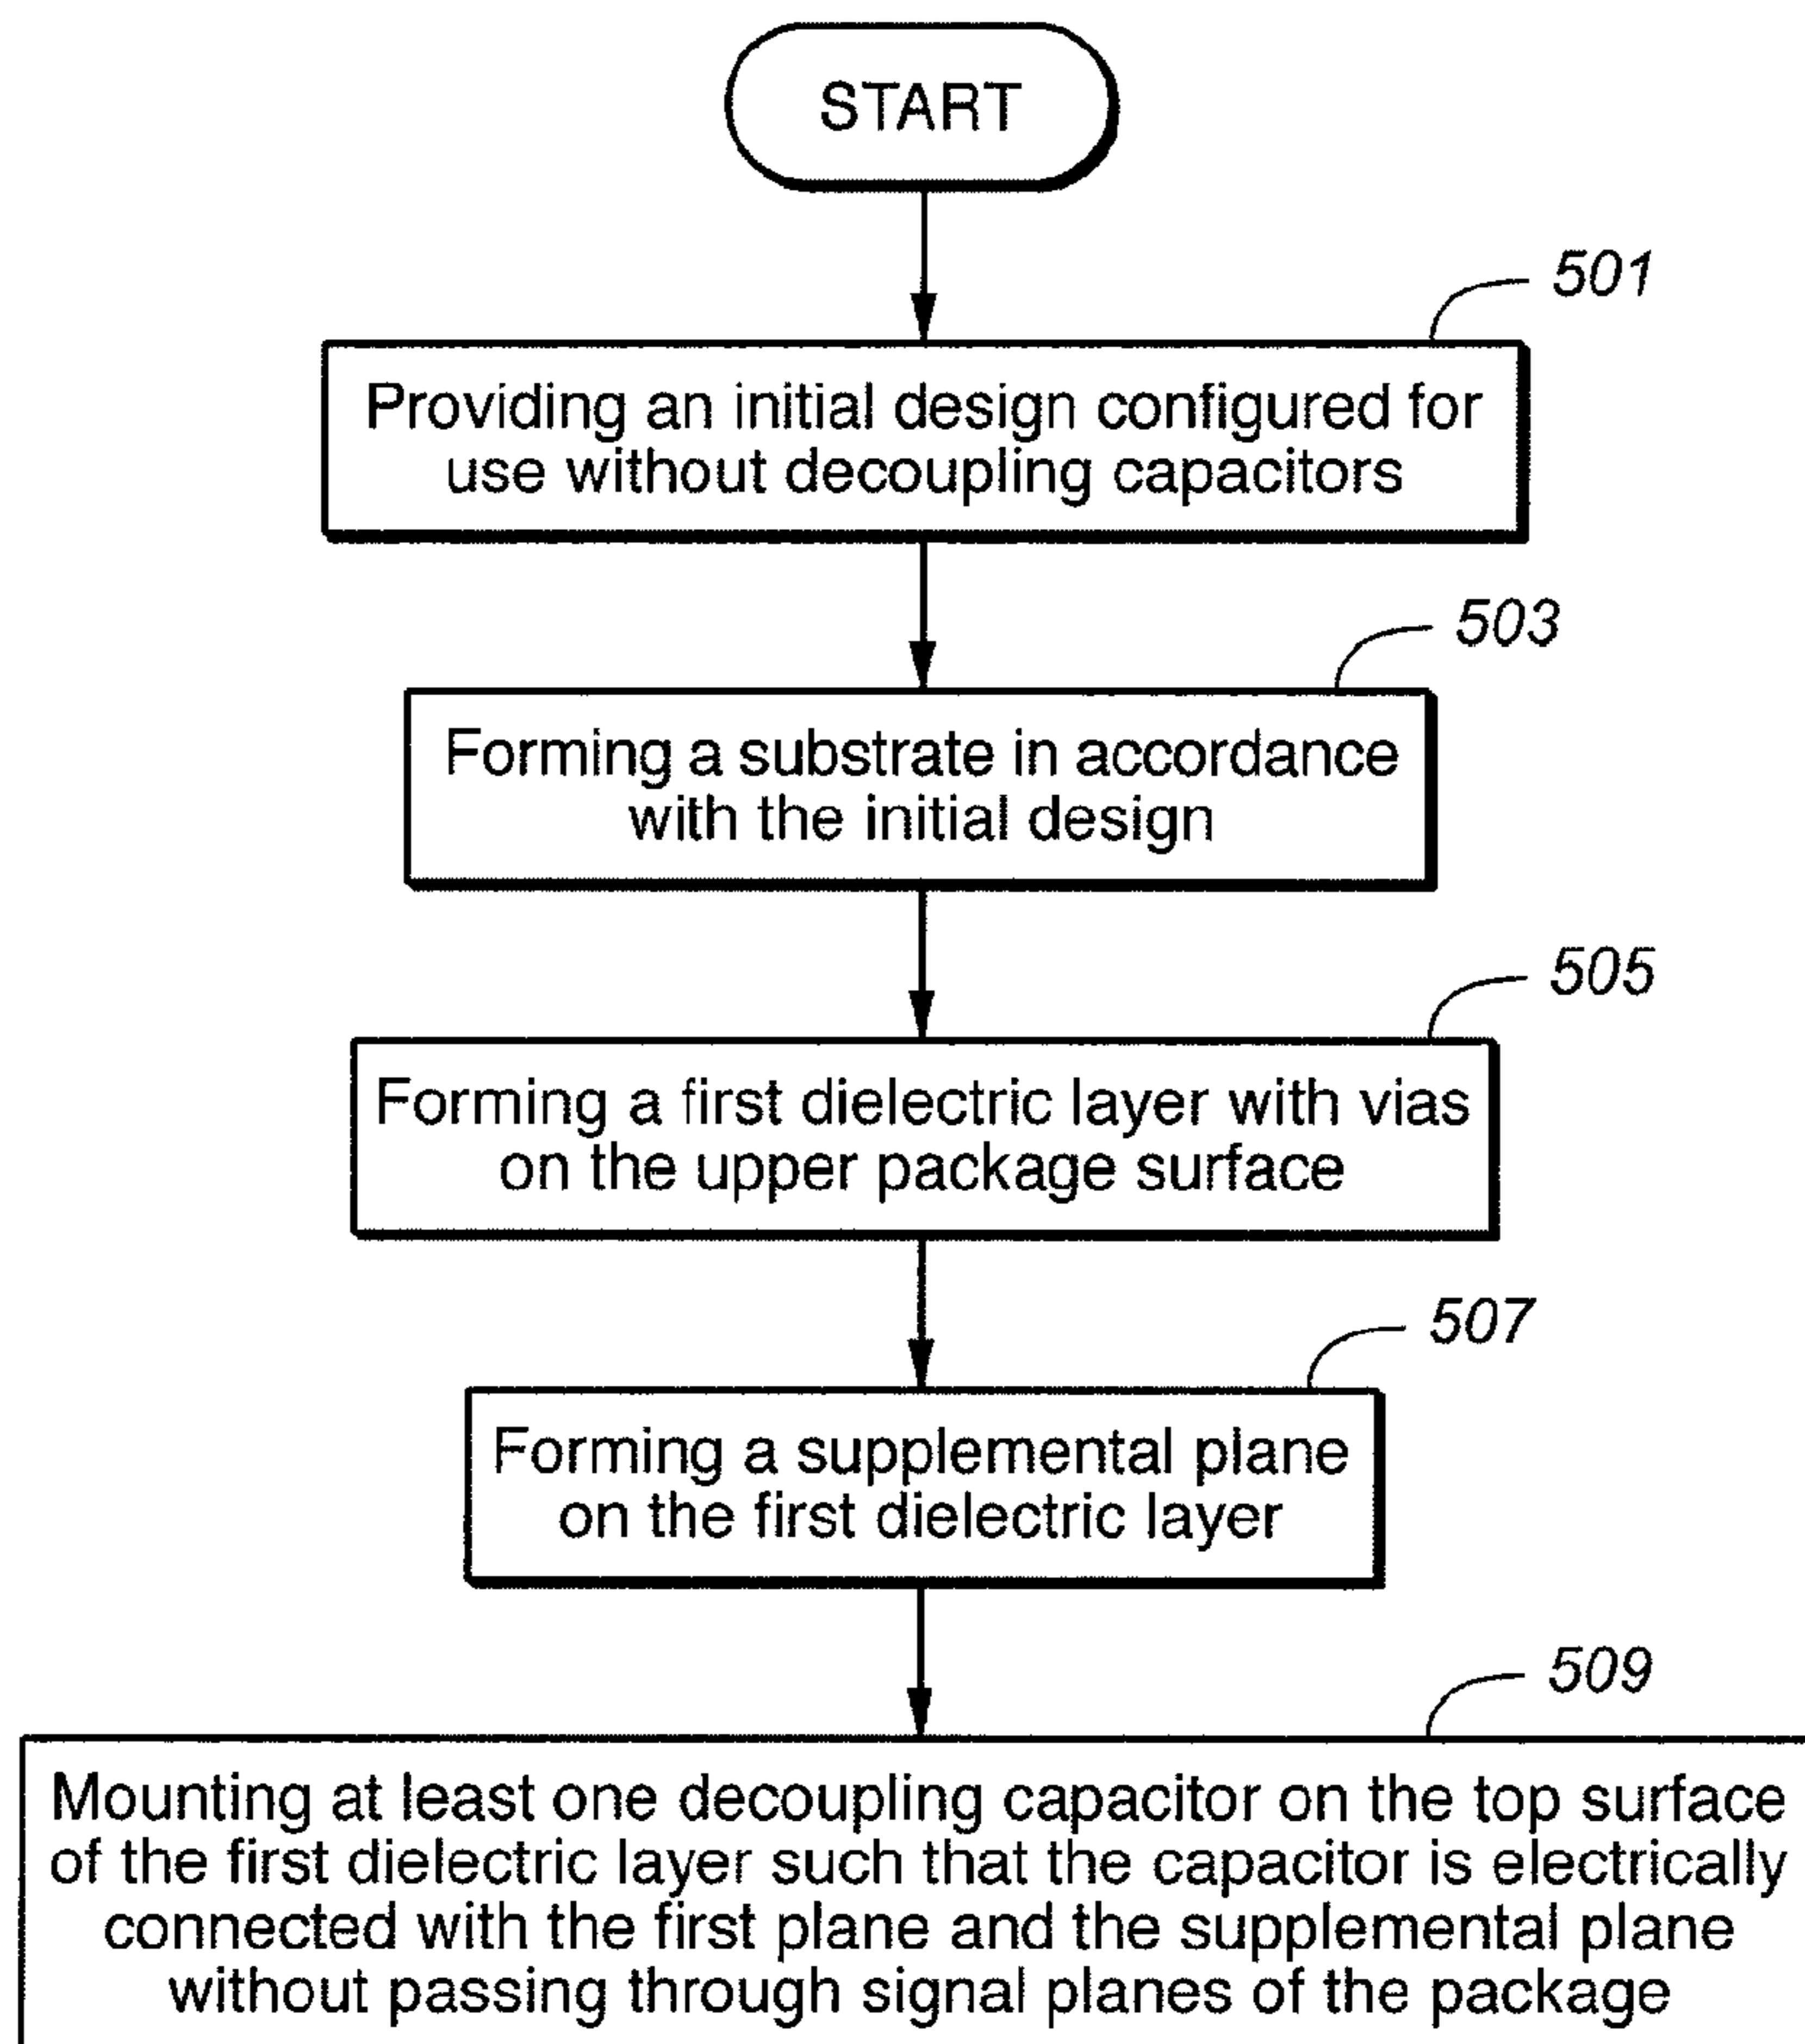 START
501
Providing an initial design configured for
use without decoupling capacitors
503
Forming a substrate in accordance
with the initial design
505
Forming a first dielectric layer with vias
on the upper package surface
507
Forming a supplemental plane
on the first dielectric layer
509
Mounting at least one decoupling capacitor on the top surface
of the first dielectric layer such that the capacitor is electrically
connected with the first plane and the supplemental plane
without passing through signal planes of the package